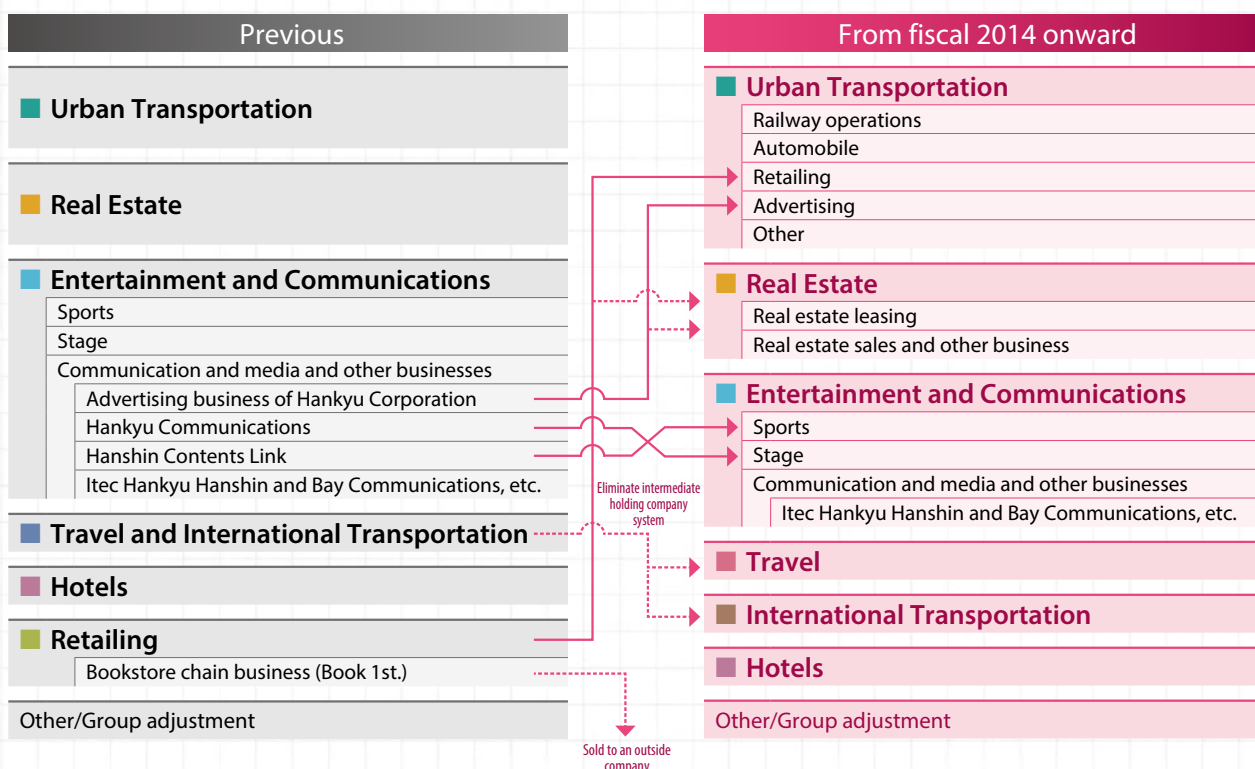 Previous
Urban Transportation
Real Estate
Entertainment and Communications
Sports
Stage
Communication and media and other businesses
Advertising business of Hankyu Corporation
Hankyu Communications
Hanshin Contents Link
Itec Hankyu Hanshin and Bay Communications, etc.
Travel and International Transportation
Hotels
Retailing
Bookstore chain business (Book 1st.)
Other/Group adjustment
Eliminate intermediate
holding company
system
Sold to an outside
company
From fiscal 2014 onward
Urban Transportation
Railway operations
Automobile
Retailing
Advertising
Other
Real Estate
Real estate leasing
Real estate sales and other business
Entertainment and Communications
Sports
Stage
Communication and media and other businesses
Itec Hankyu Hanshin and Bay Communications, etc.
Travel
International Transportation
Hotels
Other/Group adjustment